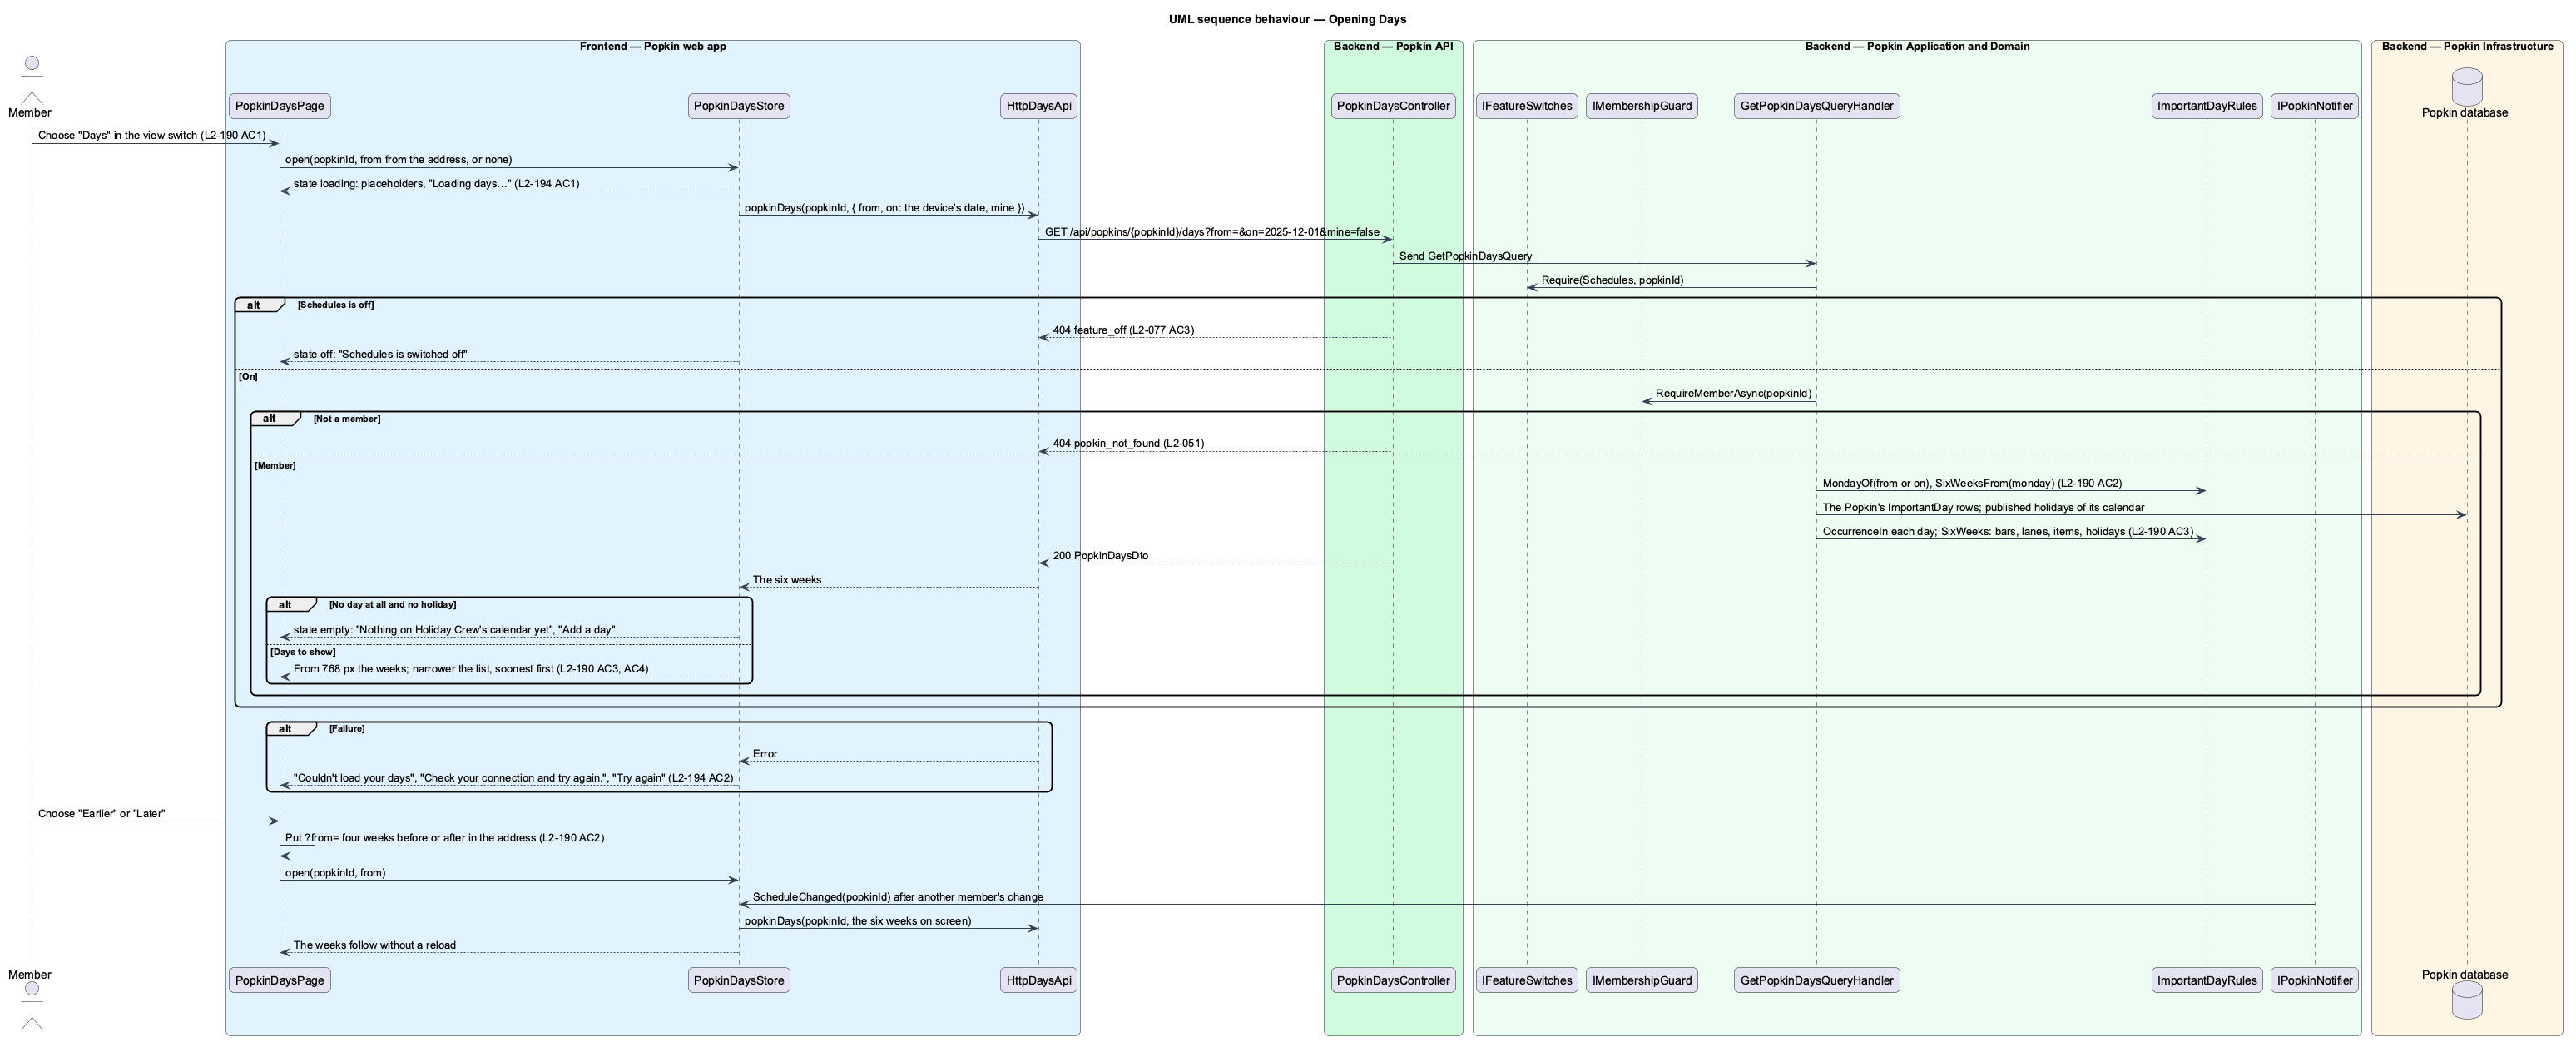 UML sequence behaviour — Opening Days
Frontend — Popkin web app
Backend — Popkin API
Backend — Popkin Application and Domain
Backend — Popkin Infrastructure
Member
PopkinDaysPage
PopkinDaysStore
HttpDaysApi
PopkinDaysController
IFeatureSwitches
IMembershipGuard
GetPopkinDaysQueryHandler
ImportantDayRules
IPopkinNotifier
Popkin database
Choose "Days" in the view switch (L2-190 AC1)
open(popkinId, from from the address, or none)
state loading: placeholders, "Loading days…" (L2-194 AC1)
popkinDays(popkinId, { from, on: the device's date, mine })
GET /api/popkins/{popkinId}/days?from=&on=2025-12-01&mine=false
Send GetPopkinDaysQuery
Require(Schedules, popkinId)
alt [Schedules is off]
404 feature_off (L2-077 AC3)
state off: "Schedules is switched off"
[On]
RequireMemberAsync(popkinId)
alt [Not a member]
404 popkin_not_found (L2-051)
[Member]
MondayOf(from or on), SixWeeksFrom(monday) (L2-190 AC2)
The Popkin's ImportantDay rows; published holidays of its calendar
OccurrenceIn each day; SixWeeks: bars, lanes, items, holidays (L2-190 AC3)
200 PopkinDaysDto
The six weeks
alt [No day at all and no holiday]
state empty: "Nothing on Holiday Crew's calendar yet", "Add a day"
[Days to show]
From 768 px the weeks; narrower the list, soonest first (L2-190 AC3, AC4)
alt [Failure]
Error
"Couldn't load your days", "Check your connection and try again.", "Try again" (L2-194 AC2)
Choose "Earlier" or "Later"
Put ?from= four weeks before or after in the address (L2-190 AC2)
open(popkinId, from)
ScheduleChanged(popkinId) after another member's change
popkinDays(popkinId, the six weeks on screen)
The weeks follow without a reload
Member
PopkinDaysPage
PopkinDaysStore
HttpDaysApi
PopkinDaysController
IFeatureSwitches
IMembershipGuard
GetPopkinDaysQueryHandler
ImportantDayRules
IPopkinNotifier
Popkin database